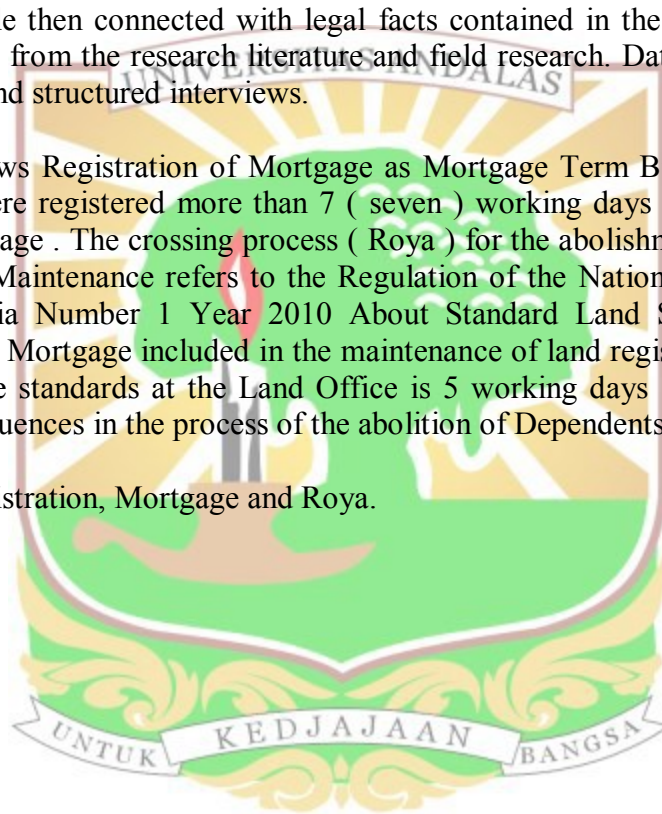 le then connected with legal facts contained in the
from the research literature and field research. Dat
UNIVERSITAS ANDALAS
nd structured interviews.
ws Registration of Mortgage as Mortgage Term B
ere registered more than 7 ( seven ) working days
age . The crossing process ( Roya ) for the abolishm
Maintenance refers to the Regulation of the Nation
ia Number 1 Year 2010 About Standard Land S
Mortgage included in the maintenance of land regis
e standards at the Land Office is 5 working days
uences in the process of the abolition of Dependents
istration, Mortgage and Roya.
UNTUK KEDJAJAAN BANGSA